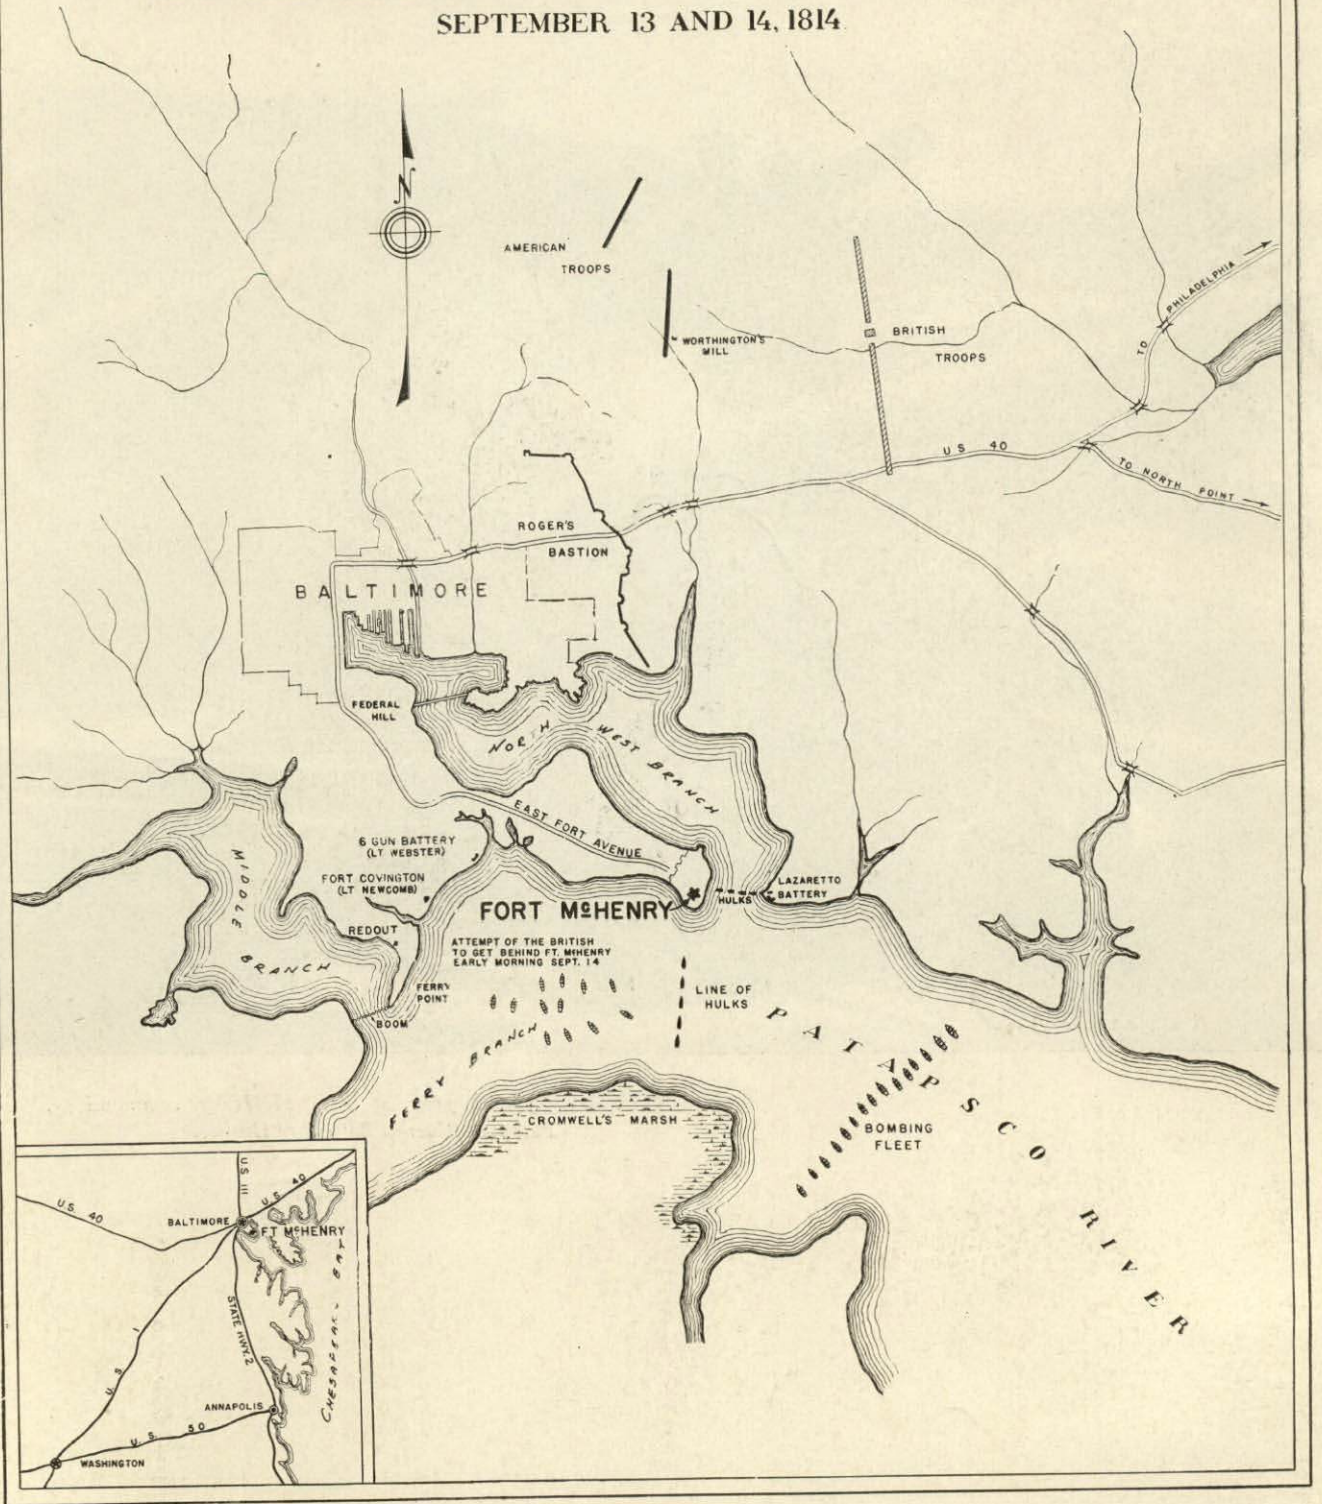 SEPTEMBER 13 AND 14, 1814
N
AMERICAN
TROOPS
WORTHINGTON'S
MILL
BRITISH
TROOPS
TO PHILADELPHIA
U S 40
TO NORTH POINT
ROGER'S
BASTION
BALTIMORE
FEDERAL
HILL
NORTH WEST BRANCH
EAST FORT AVENUE
6 GUN BATTERY
(LT WEBSTER)
FORT COVINGTON
(LT NEWCOMB)
MIDDLE
BRANCH
REDOUT
FORT McHENRY
HULKS
LAZARETTO
BATTERY
ATTEMPT OF THE BRITISH
TO GET BEHIND FT. McHENRY
EARLY MORNING SEPT. 14
FERRY
POINT
BOOM
LINE OF
HULKS
FERRY BRANCH
PATAPSCO RIVER
CROMWELL'S MARSH
BOMBING
FLEET
U.S. 40
U.S. 111
U.S. 40
BALTIMORE
FT McHENRY
CHESAPEAKE BAY
STATE HWY. 2
U.S. 1
ANNAPOLIS
U.S. 50
WASHINGTON